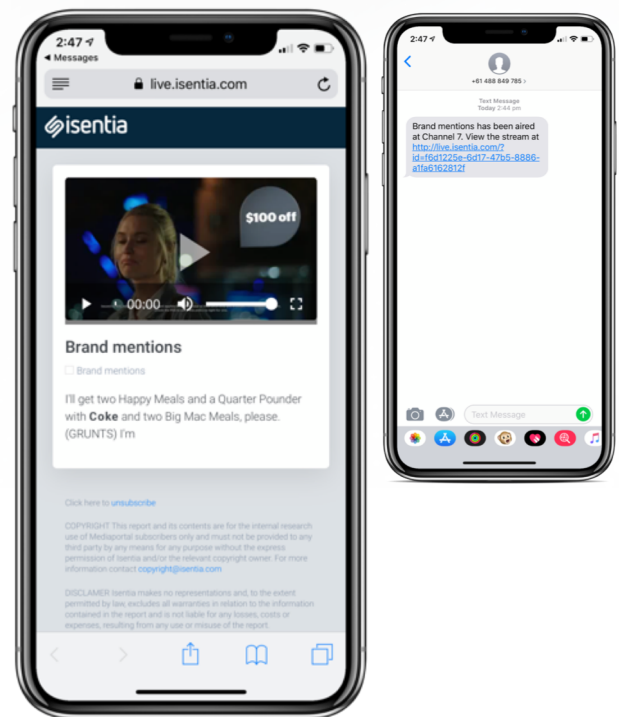 2:47
Messages
live.isentia.com
isentia
$100 off
00:00
Brand mentions
Brand mentions
I'll get two Happy Meals and a Quarter Pounder
with Coke and two Big Mac Meals, please.
(GRUNTS) I'm
Click here to unsubscribe
COPYRIGHT This report and its contents are for the internal research
use of Mediaportal subscribers only and must not be provided to any
third party by any means for any purpose without the express
permission of Isentia and/or the relevant copyright owner. For more
information contact copyright@isentia.com
DISCLAMER Isentia makes no representations and, to the extent
permitted by law, excludes all warranties in relation to the information
contained in the report and is not liable for any losses, costs or
expenses, resulting from any use or misuse of the report.
2:47
+61 488 849 785
Text Message
Today 2:44 pm
Brand mentions has been aired
at Channel 7. View the stream at
http://live.isentia.com/?
id=f6d1225e-6d17-47b5-8886-
a1fa6162812f
Text Message